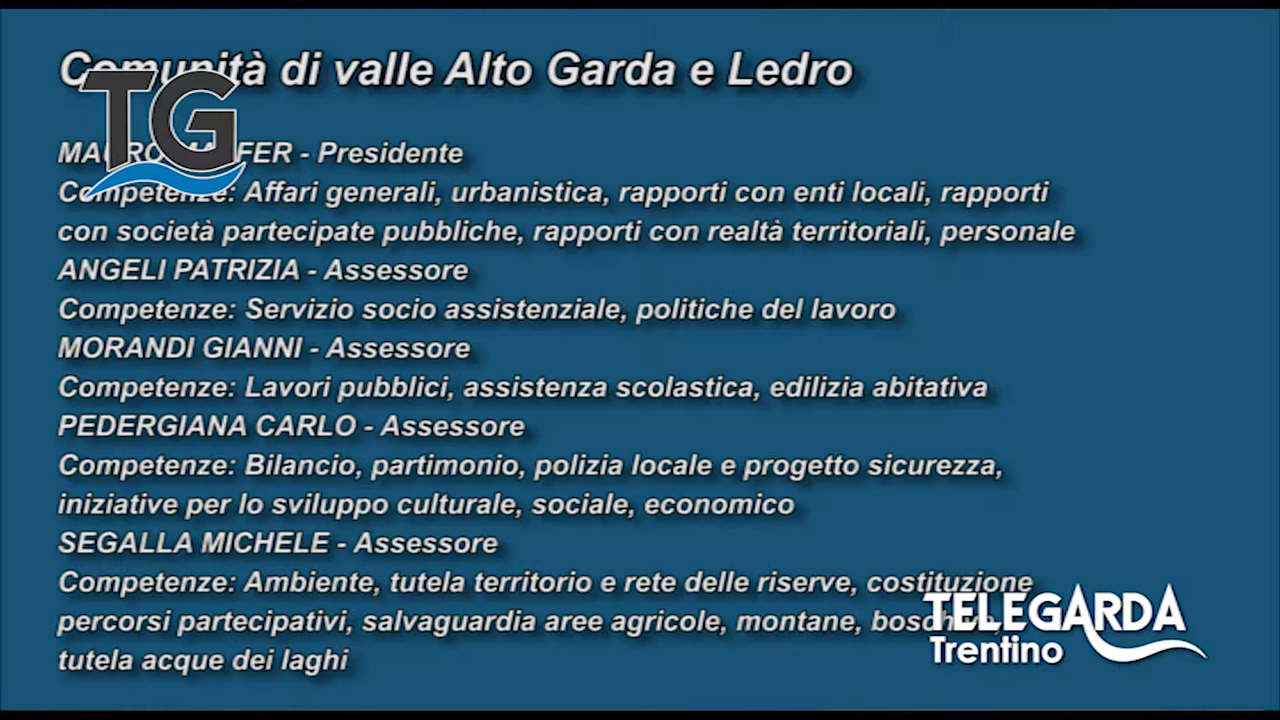 Comunità di valle Alto Garda e Ledro
TG
- Presidente
Competenze: Affari generali, urbanistica, rapporti con enti locali, rapporti
con società partecipate pubbliche, rapporti con realtà territoriali, personale
ANGELI PATRIZIA - Assessore
Competenze: Servizio socio assistenziale, politiche del lavoro
MORANDI GIANNI - Assessore
Competenze: Lavori pubblici, assistenza scolastica, edilizia abitativa
PEDERGIANA CARLO - Assessore
Competenze: Bilancio, partimonio, polizia locale e progetto sicurezza,
iniziative per lo sviluppo culturale, sociale, economico
SEGALLA MICHELE - Assessore
Competenze: Ambiente, tutela territorio e rete delle riserve, costituzione
percorsi partecipativi, salvaguardia aree agricole, montane,
tutela acque dei laghi
TELEGARDA
Trentino